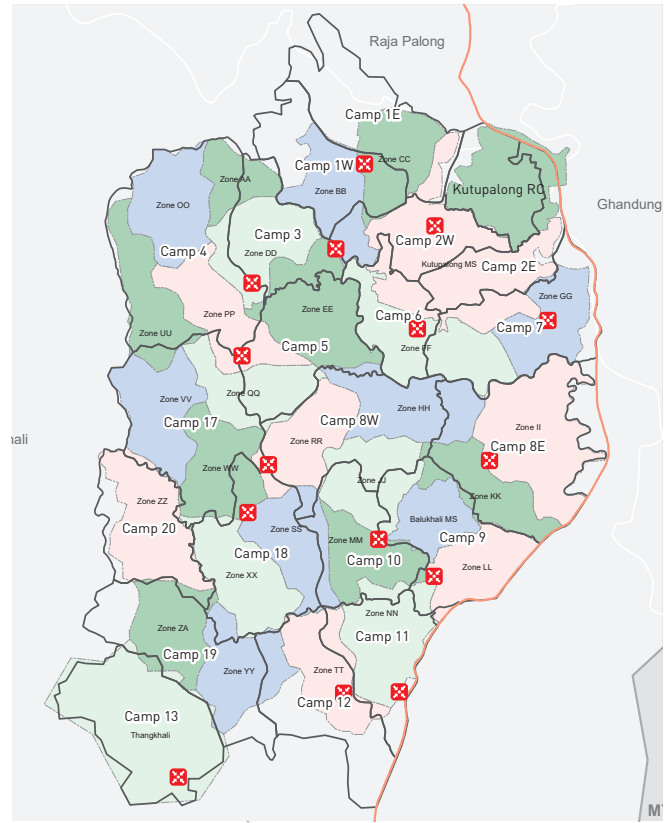 Raja Palong
Camp 1E
Zone CC
Camp 1W
Zone AA
Zone BB
Kutupalong RC
Zone OO
Ghandung
Camp 3
Camp 2W
Camp 4
Zone DD
Kutupalong MS
Camp 2E
Zone GG
Zone EE
Zone PP
Camp 6
Camp 7
Zone UU
Camp 5
Zone FF
Zone QQ
Zone VV
Zone HH
Camp 17
Camp 8W
Zone II
hali
Zone RR
Camp 8E
Zone WW
Zone JJ
Zone ZZ
Zone KK
Camp 20
Zone SS
Balukhali MS
Camp 9
Zone MM
Camp 18
Camp 10
Zone LL
Zone XX
Zone NN
Zone ZA
Camp 11
Camp 19
Zone YY
Zone TT
Camp 12
Camp 13
Thangkhali